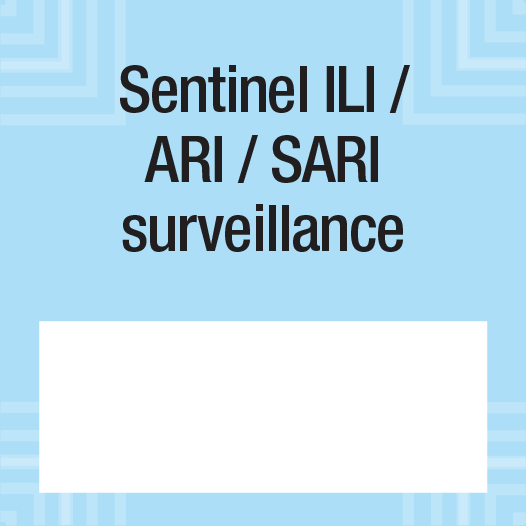 Sentinel ILI /
ARI / SARI
surveillance